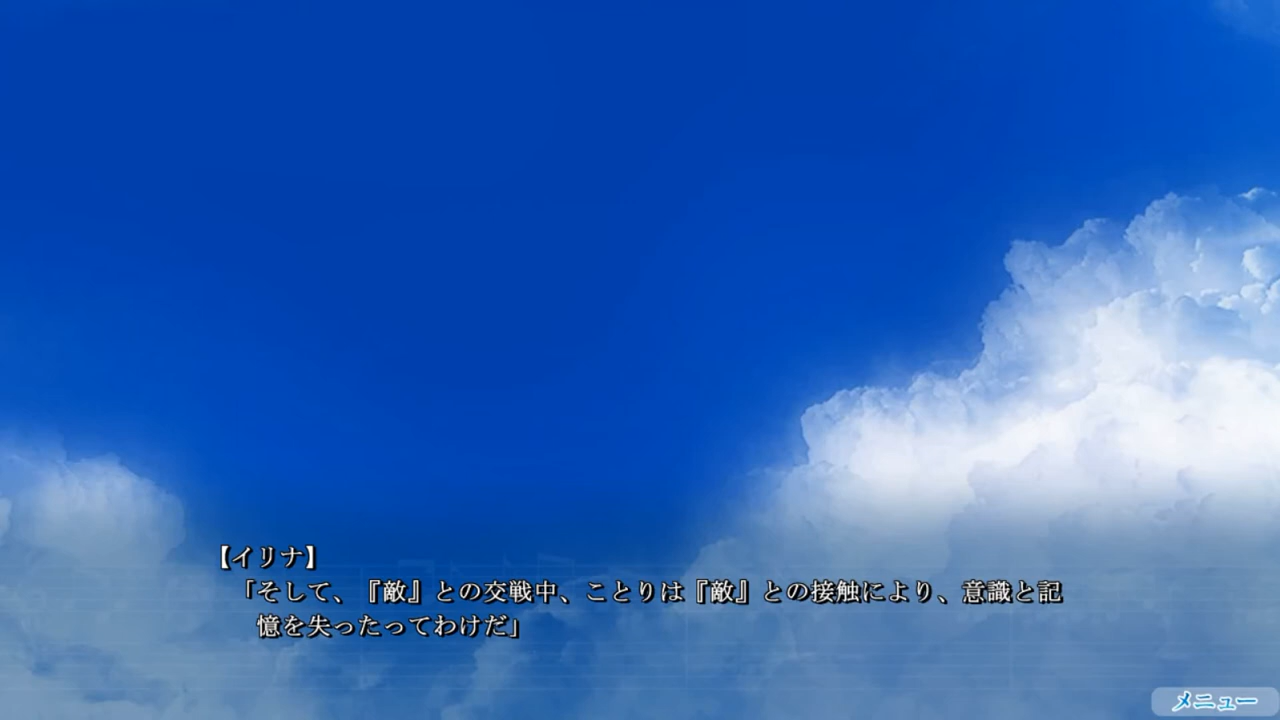 【イリナ】
「そして、『敵』との交戦中、ことりは『敵』との接触により、意識と記
憶を失ったってわけだ」
メニュー